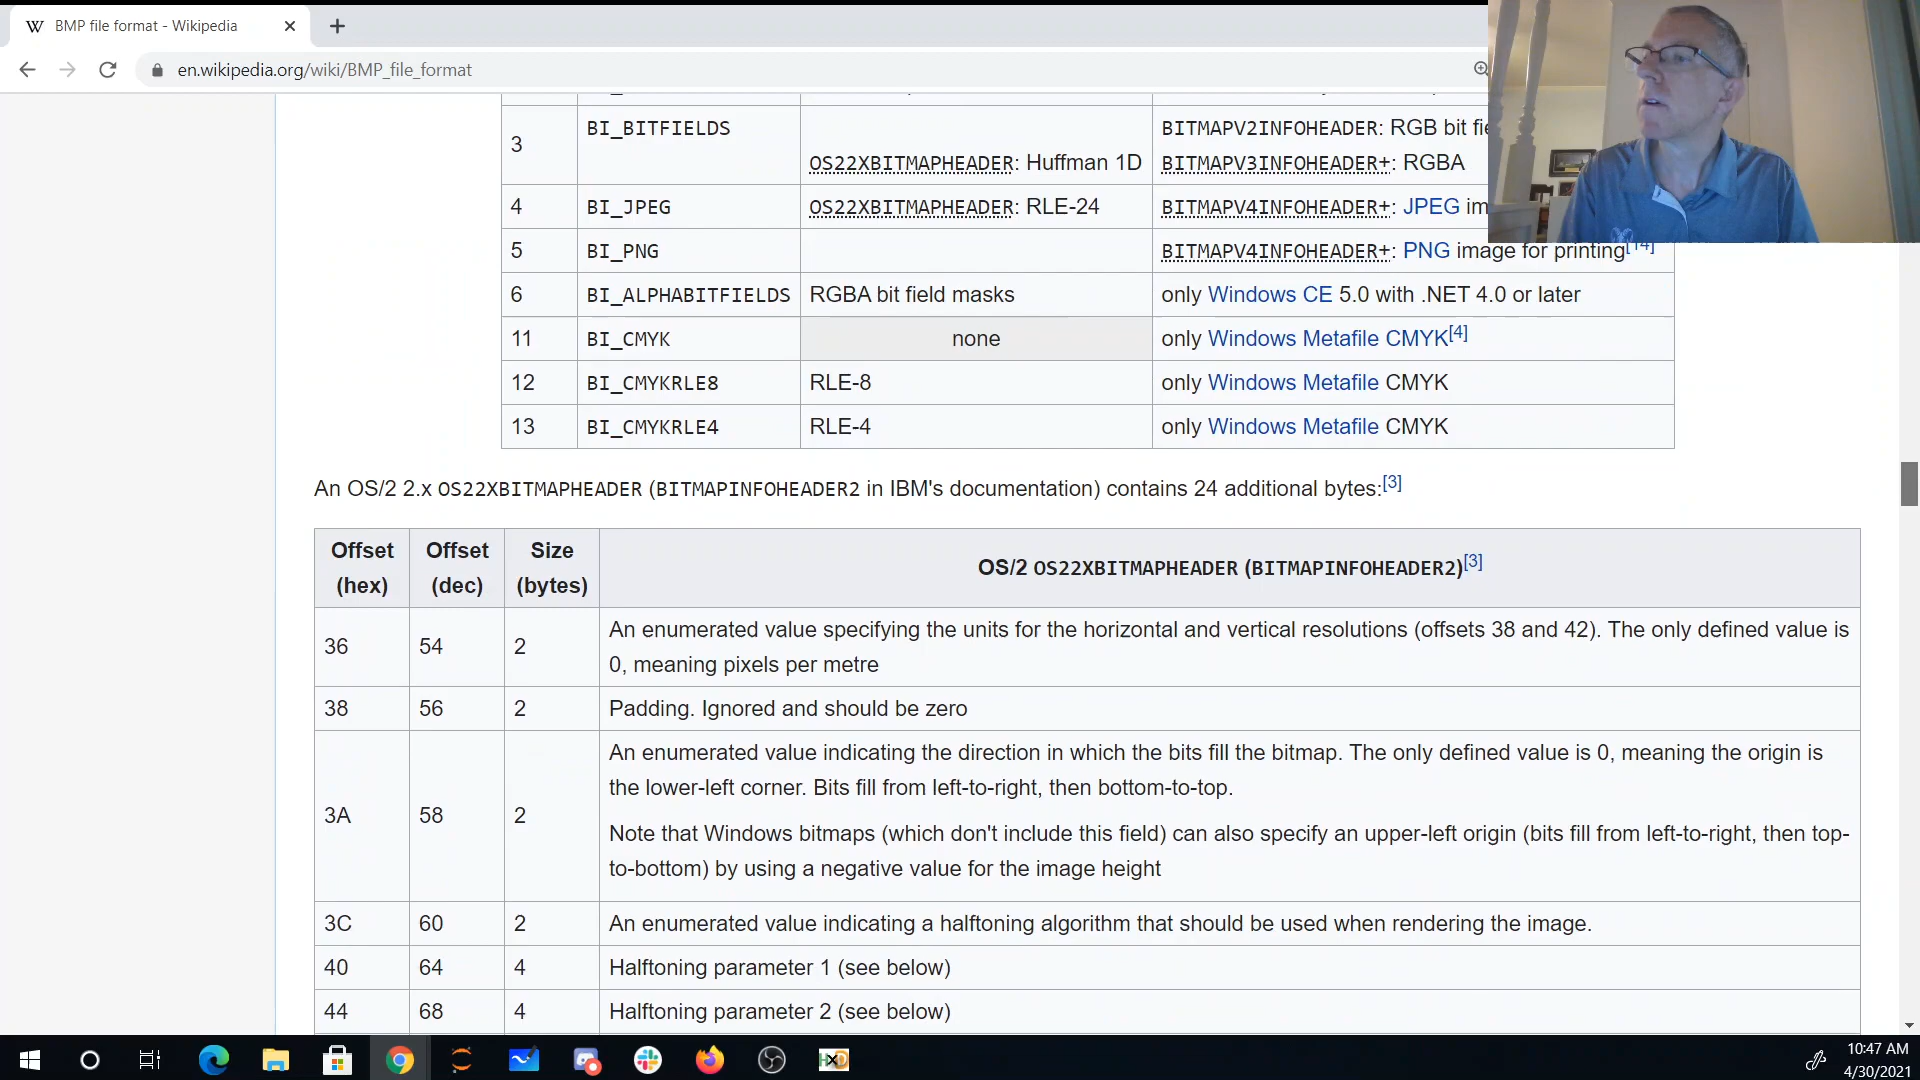 BMP file format - Wikipedia
en.wikipedia.org/wiki/BMP_file_format
3 BI_BITFIELDS OS22XBITMAPHEADER: Huffman 1D BITMAPV2INFOHEADER: RGB bit
BITMAPV3INFOHEADER+: RGBA
4 BI_JPEG OS22XBITMAPHEADER: RLE-24 BITMAPV4INFOHEADER+: JPEG
5 BI_PNG BITMAPV4INFOHEADER+: PNG image for printing[14]
6 BI_ALPHABITFIELDS RGBA bit field masks only Windows CE 5.0 with .NET 4.0 or later
11 BI_CMYK none only Windows Metafile CMYK[4]
12 BI_CMYKRLE8 RLE-8 only Windows Metafile CMYK
13 BI_CMYKRLE4 RLE-4 only Windows Metafile CMYK
An OS/2 2.x OS22XBITMAPHEADER (BITMAPINFOHEADER2 in IBM's documentation) contains 24 additional bytes:[3]
Offset (hex) Offset (dec) Size (bytes) OS/2 OS22XBITMAPHEADER (BITMAPINFOHEADER2)[3]
36 54 2 An enumerated value specifying the units for the horizontal and vertical resolutions (offsets 38 and 42). The only defined value is
0, meaning pixels per metre
38 56 2 Padding. Ignored and should be zero
3A 58 2 An enumerated value indicating the direction in which the bits fill the bitmap. The only defined value is 0, meaning the origin is
the lower-left corner. Bits fill from left-to-right, then bottom-to-top.
Note that Windows bitmaps (which don't include this field) can also specify an upper-left origin (bits fill from left-to-right, then top-
to-bottom) by using a negative value for the image height
3C 60 2 An enumerated value indicating a halftoning algorithm that should be used when rendering the image.
40 64 4 Halftoning parameter 1 (see below)
44 68 4 Halftoning parameter 2 (see below)
10:47 AM
4/30/2021